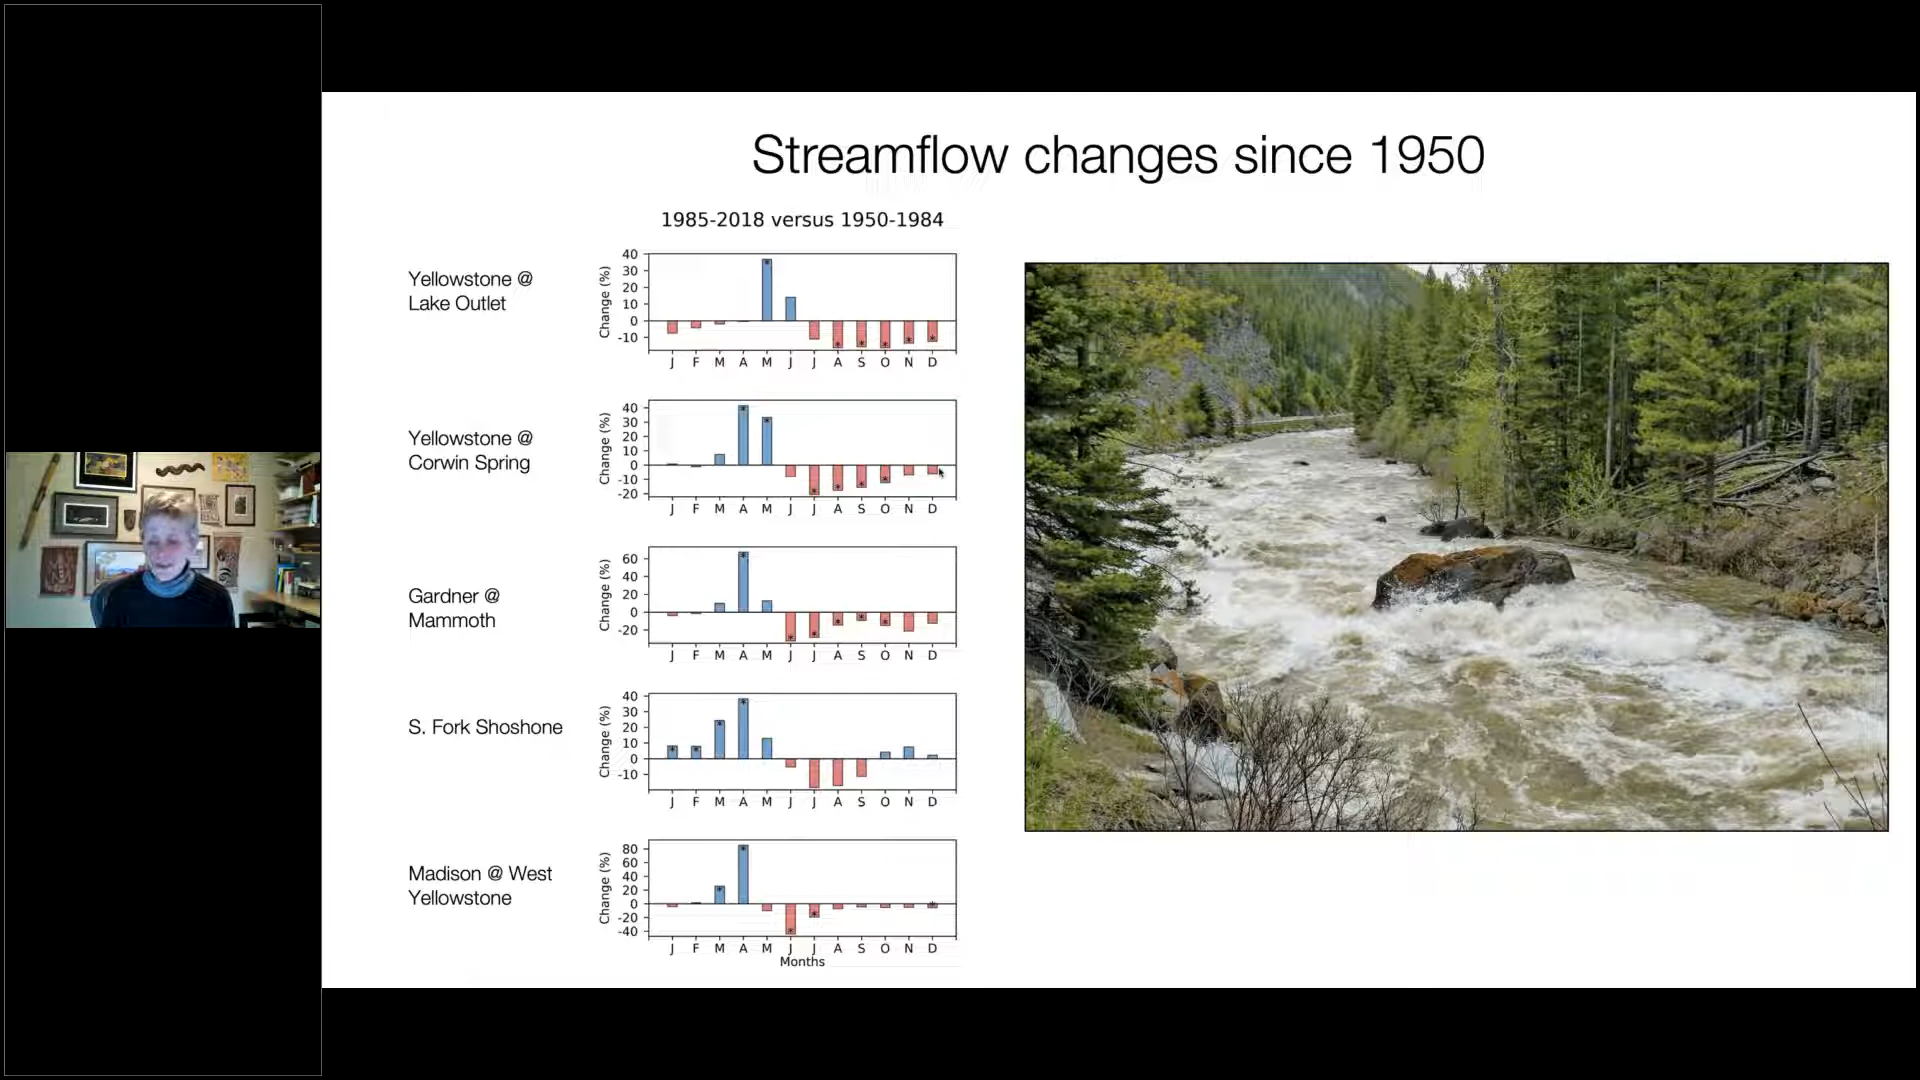 Streamflow changes since 1950
1985-2018 versus 1950-1984
Yellowstone @
Lake Outlet
Change (%)
40
30
20
10
0
-10
J F M A M J J A S O N D
Yellowstone @
Corwin Spring
Change (%)
40
30
20
10
0
-10
-20
J F M A M J J A S O N D
Gardner @
Mammoth
Change (%)
60
40
20
0
-20
J F M A M J J A S O N D
S. Fork Shoshone
Change (%)
40
30
20
10
0
-10
J F M A M J J A S O N D
Madison @ West
Yellowstone
Change (%)
80
60
40
20
0
-20
-40
J F M A M J J A S O N D
Months